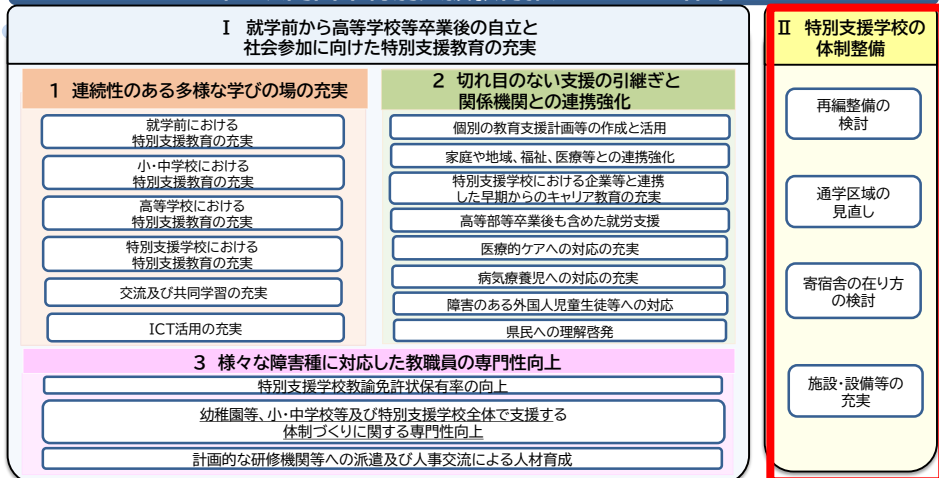 Ⅰ 就学前から高等学校等卒業後の自立と
社会参加に向けた特別支援教育の充実
1 連続性のある多様な学びの場の充実
就学前における
特別支援教育の充実
小・中学校における
特別支援教育の充実
高等学校における
特別支援教育の充実
特別支援学校における
特別支援教育の充実
交流及び共同学習の充実
ICT活用の充実
2 切れ目のない支援の引継ぎと
関係機関との連携強化
個別の教育支援計画等の作成と活用
家庭や地域、福祉、医療等との連携強化
特別支援学校における企業等と連携
した早期からのキャリア教育の充実
高等部等卒業後も含めた就労支援
医療的ケアへの対応の充実
病気療養児への対応の充実
障害のある外国人児童生徒等への対応
県民への理解啓発
3 様々な障害種に対応した教職員の専門性向上
特別支援学校教諭免許状保有率の向上
幼稚園等、小・中学校等及び特別支援学校全体で支援する
体制づくりに関する専門性向上
計画的な研修機関等への派遣及び人事交流による人材育成
Ⅱ 特別支援学校の
体制整備
再編整備の
検討
通学区域の
見直し
寄宿舎の在り方
の検討
施設・設備等の
充実